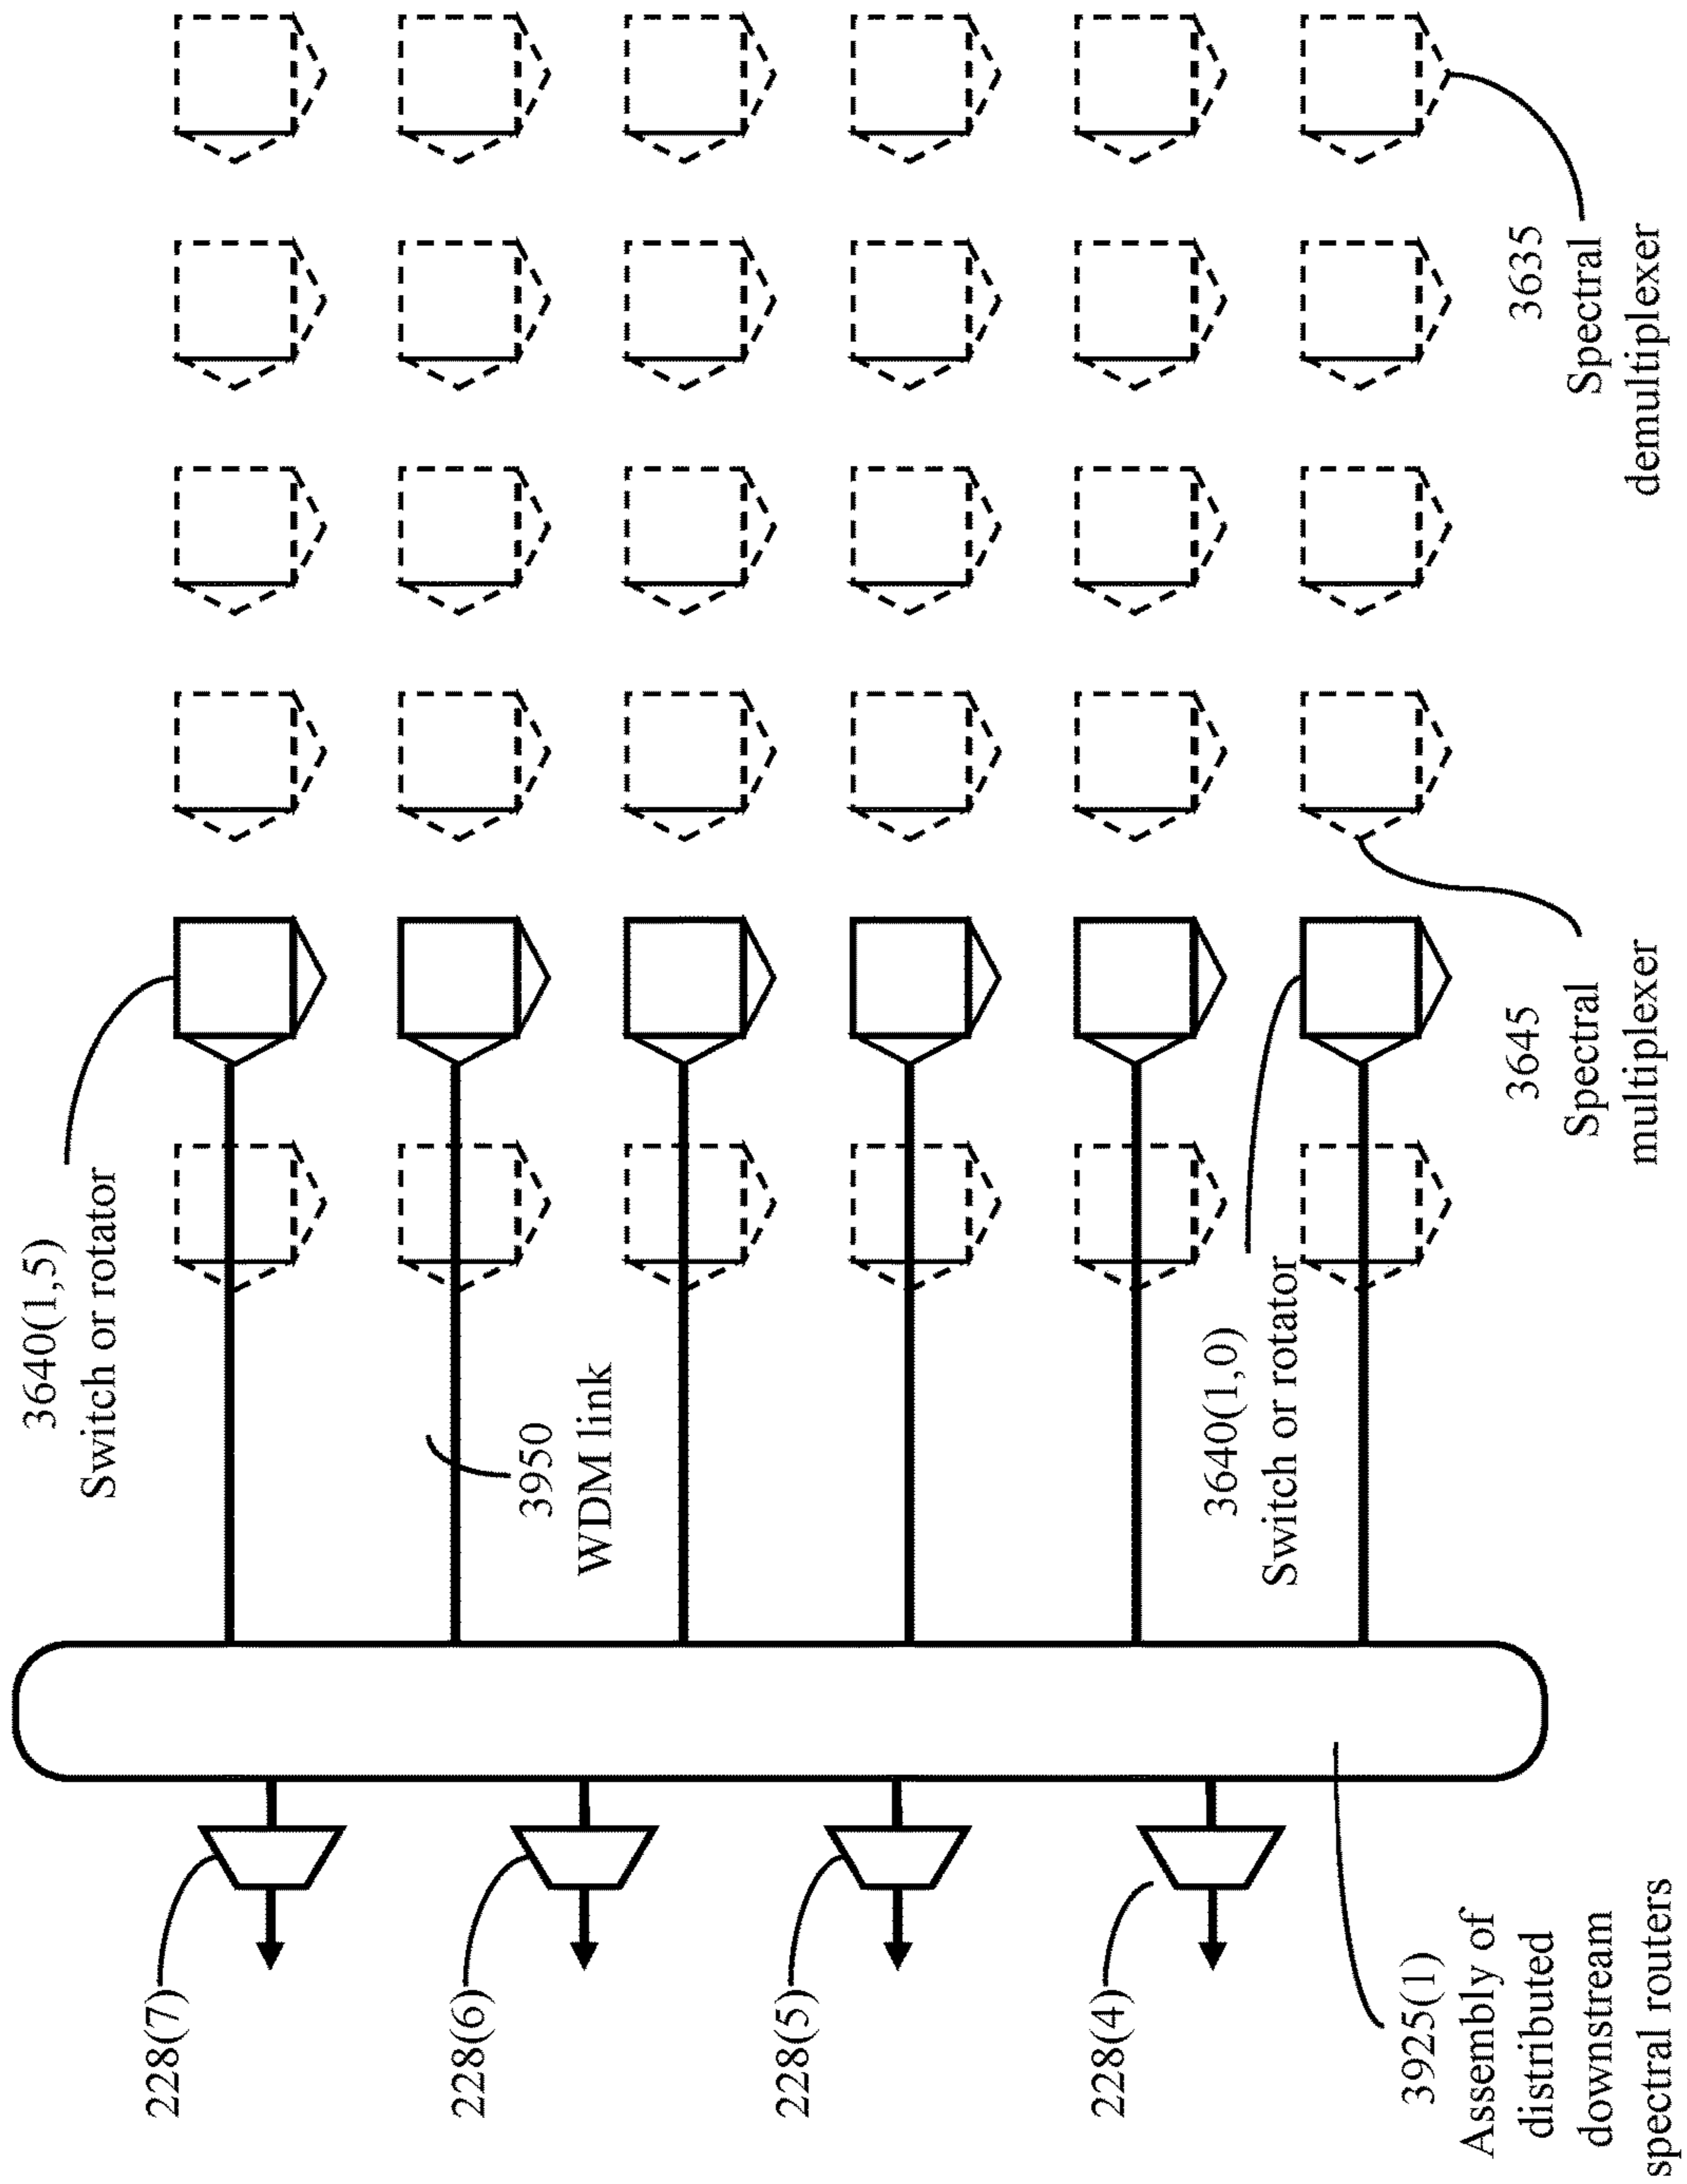 228(7)
228(6)
228(5)
228(4)
3925(1)
Assembly of
distributed
downstream
spectral routers
3640(1,5)
Switch or rotator
3950
WDM link
3640(1,0)
Switch or rotator
3645
Spectral
multiplexer
3635
Spectral
demultiplexer